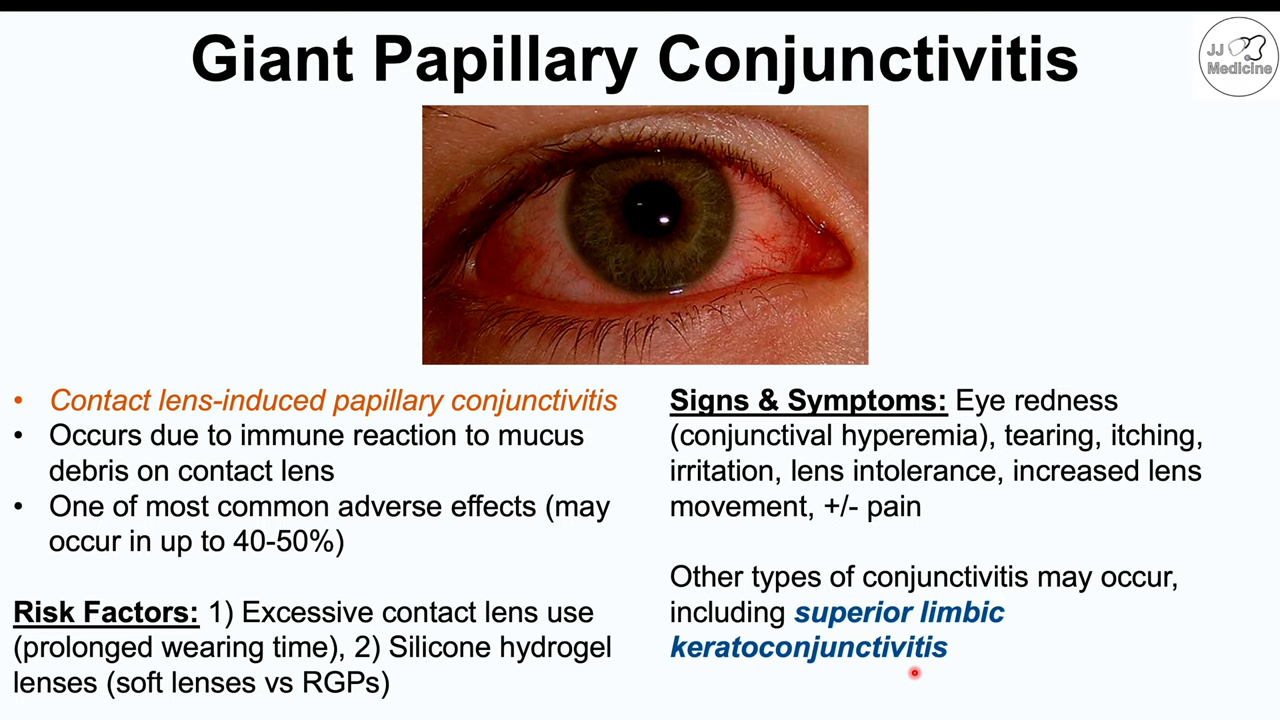 Giant Papillary Conjunctivitis
JJ
Medicine
• Contact lens-induced papillary conjunctivitis
• Occurs due to immune reaction to mucus
debris on contact lens
• One of most common adverse effects (may
occur in up to 40-50%)
Risk Factors: 1) Excessive contact lens use
(prolonged wearing time), 2) Silicone hydrogel
lenses (soft lenses vs RGPs)
Signs & Symptoms: Eye redness
(conjunctival hyperemia), tearing, itching,
irritation, lens intolerance, increased lens
movement, +/- pain
Other types of conjunctivitis may occur,
including superior limbic
keratoconjunctivitis